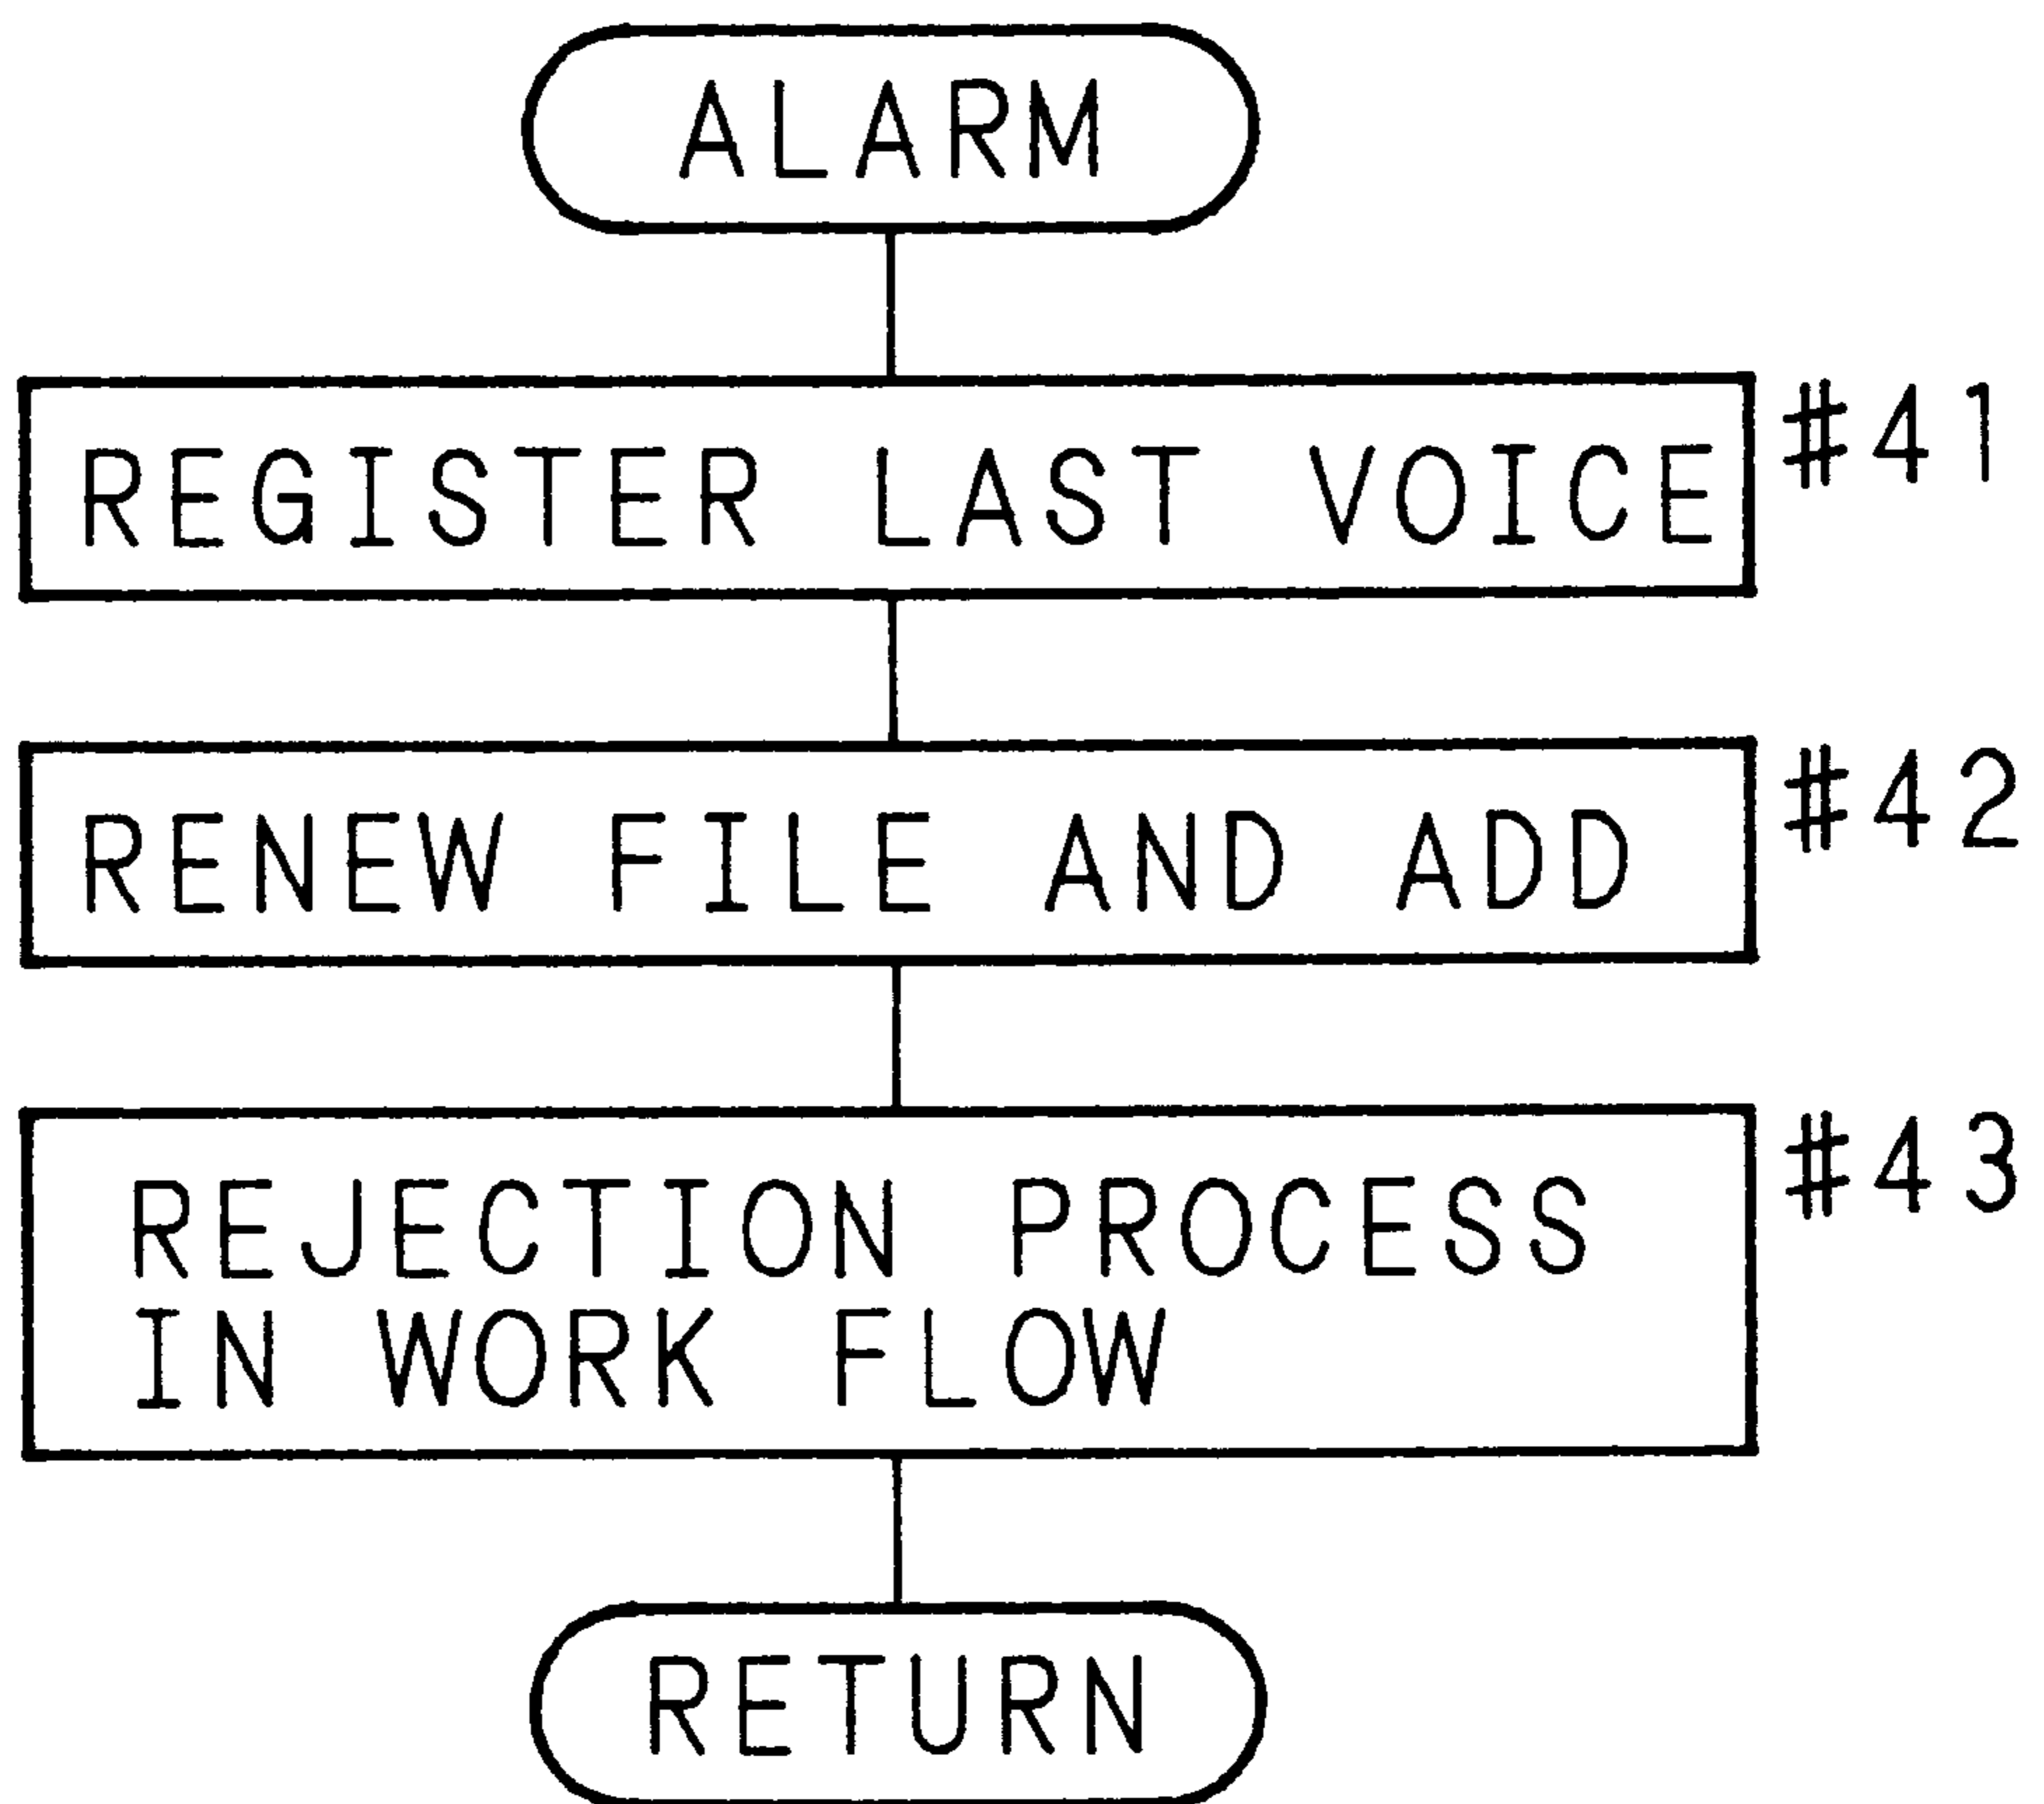 ALARM
REGISTER LAST VOICE #41
RENEW FILE AND ADD #42
REJECTION PROCESS #43
IN WORK FLOW
RETURN